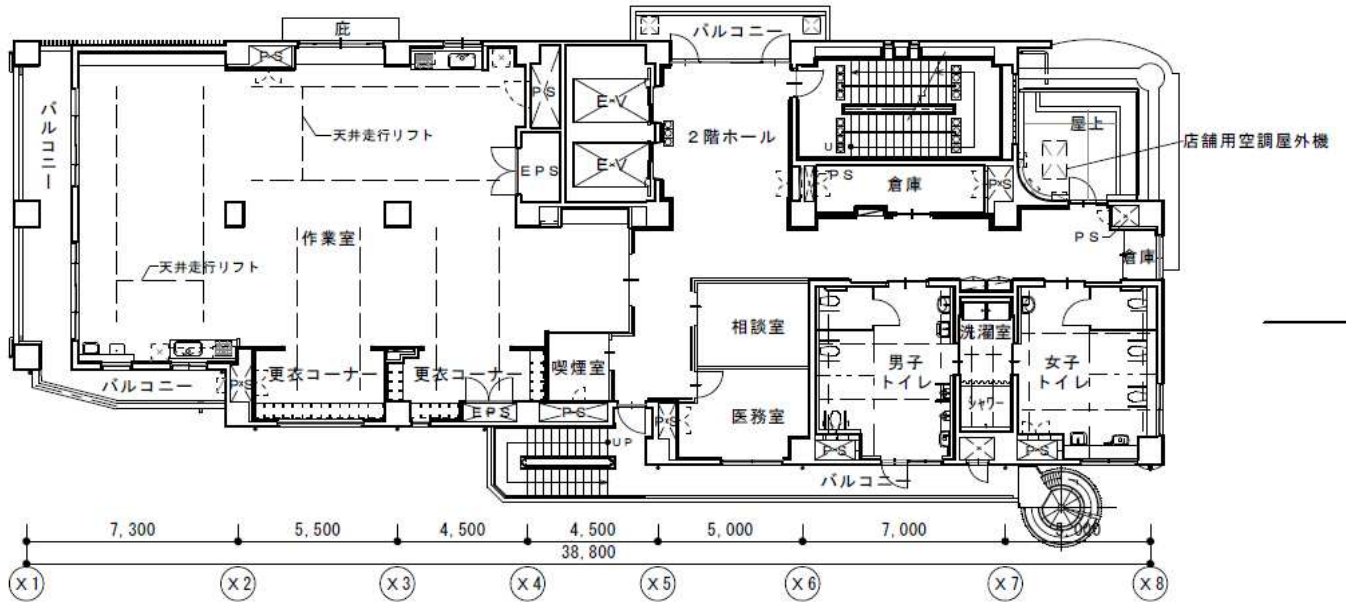 庇
バルコニー
PS
バルコニー
天井走行リフト
PS
E・V
E・V
EPS
2階ホール
UP
PS
倉庫
PS
屋上
店舗用空調屋外機
PS
倉庫
作業室
天井走行リフト
相談室
洗濯室
男子
トイレ
女子
トイレ
シャワー
喫煙室
医務室
更衣コーナー
更衣コーナー
バルコニー
PS
EPS
PS
PS
PS
PS
UP
バルコニー
7,300
5,500
4,500
4,500
5,000
7,000
38,800
X1
X2
X3
X4
X5
X6
X7
X8